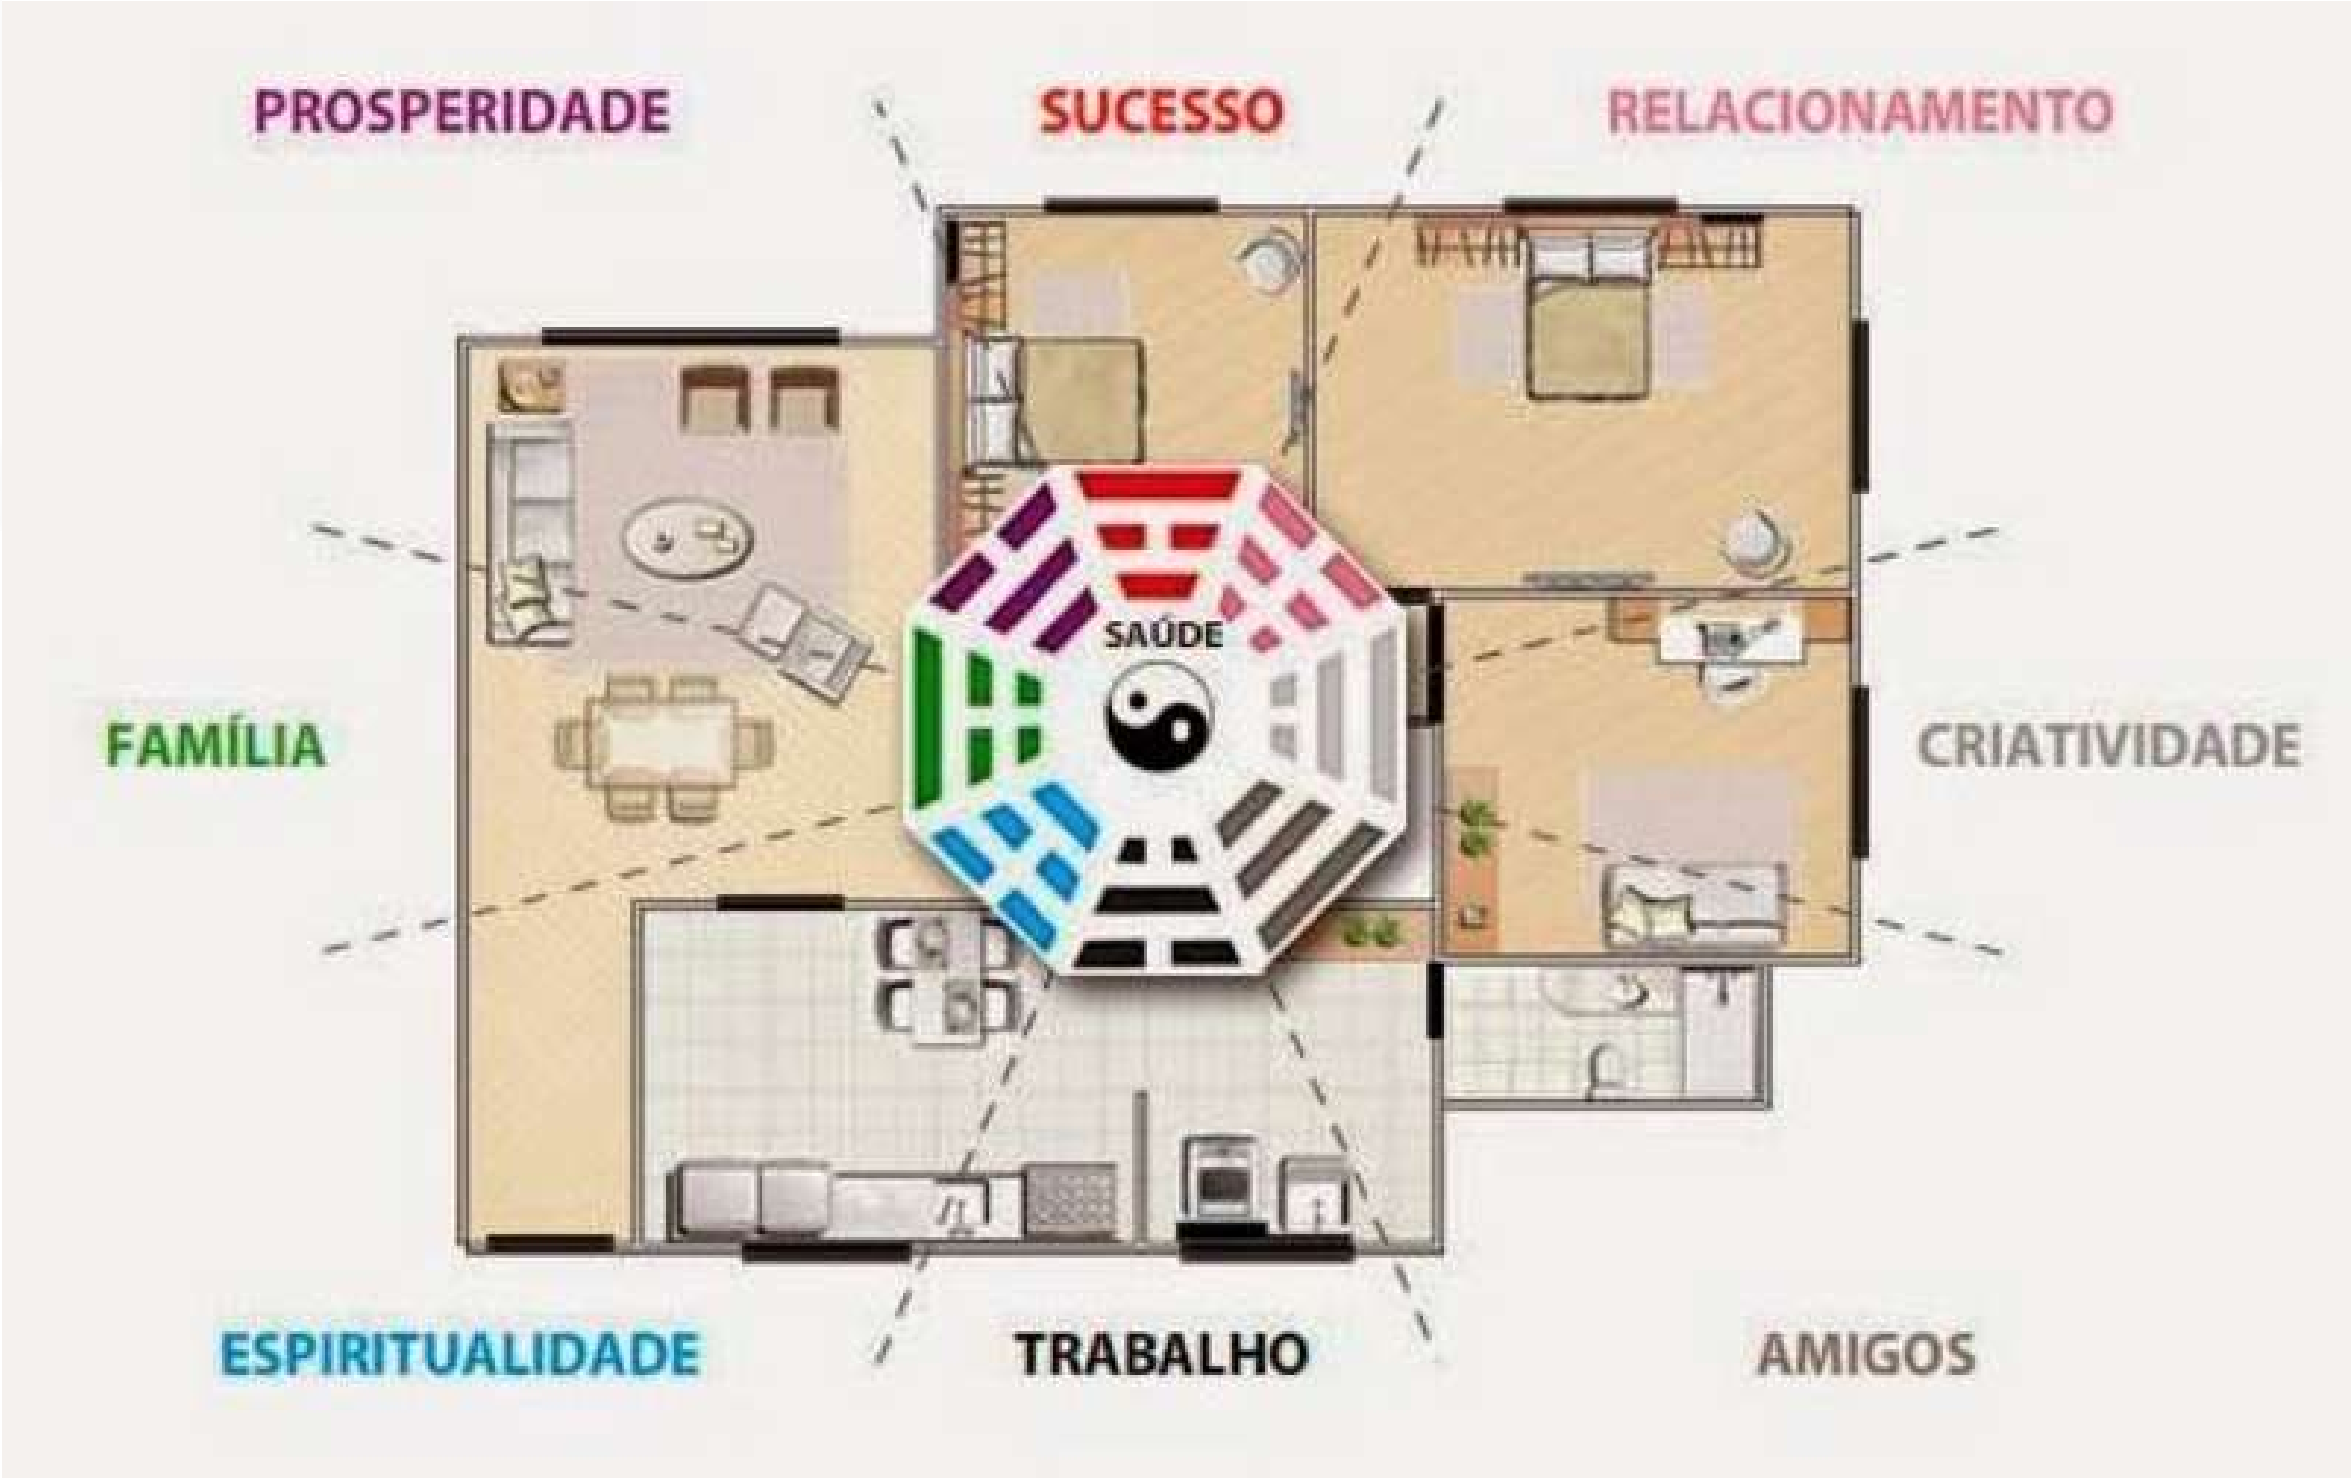 PROSPERIDADE
SUCESSO
RELACIONAMENTO
SAÚDE
FAMÍLIA
CRIATIVIDADE
ESPIRITUALIDADE
TRABALHO
AMIGOS